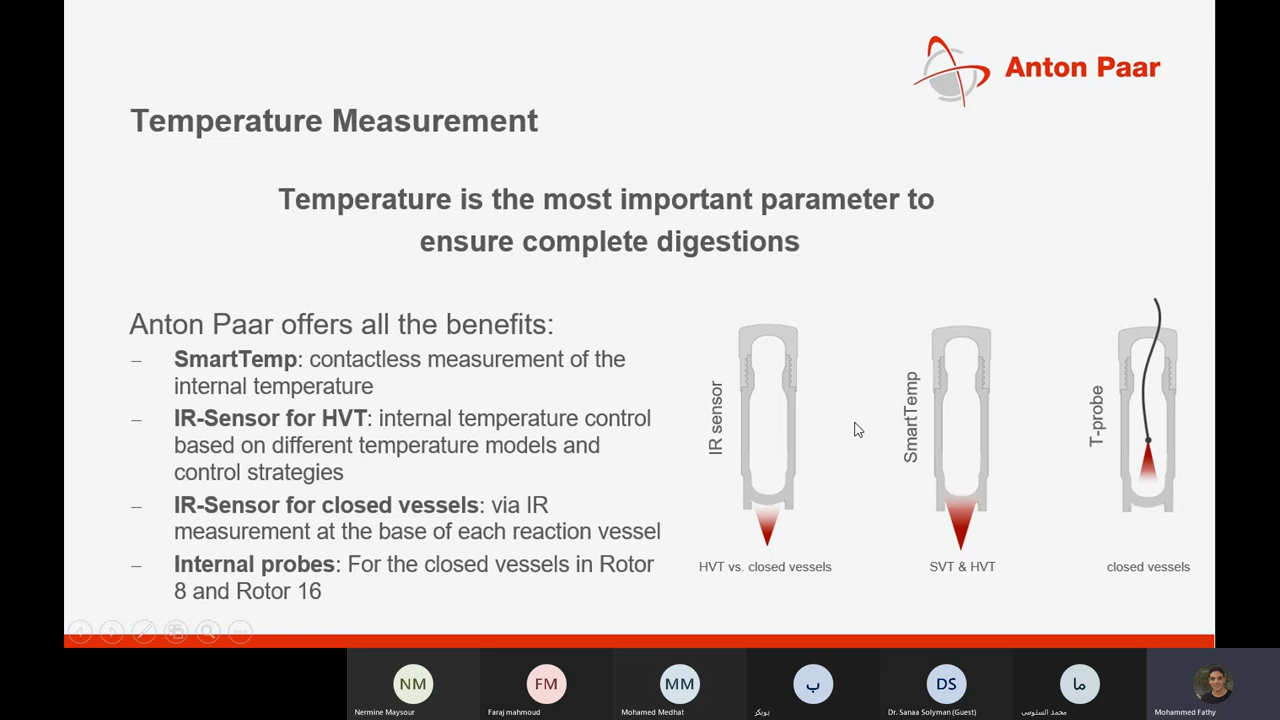 Anton Paar
Temperature Measurement
Temperature is the most important parameter to
ensure complete digestions
Anton Paar offers all the benefits:
– SmartTemp: contactless measurement of the
internal temperature
– IR-Sensor for HVT: internal temperature control
based on different temperature models and
control strategies
– IR-Sensor for closed vessels: via IR
measurement at the base of each reaction vessel
– Internal probes: For the closed vessels in Rotor
8 and Rotor 16
IR sensor
HVT vs. closed vessels
SmartTemp
SVT & HVT
T-probe
closed vessels
NM
Nermine Maysour
FM
Faraj mahmoud
MM
Mohamed Medhat
ب
بوبكر
DS
Dr. Sanaa Solyman (Guest)
ما
محمد السنوسى
Mohammed Fathy